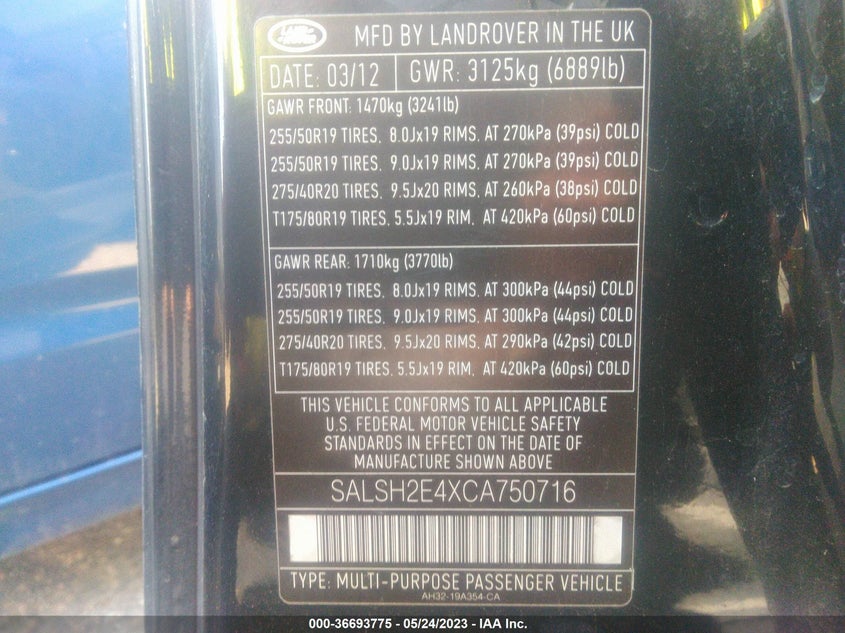 LAND ROVER
MFD BY LANDROVER IN THE UK
DATE: 03/12 GWR: 3125kg (6889lb)
GAWR FRONT: 1470kg (3241lb)
255/50R19 TIRES, 8.0Jx19 RIMS, AT 270kPa (39psi) COLD
255/50R19 TIRES, 9.0Jx19 RIMS, AT 270kPa (39psi) COLD
275/40R20 TIRES, 9.5Jx20 RIMS, AT 260kPa (38psi) COLD
T175/80R19 TIRES, 5.5Jx19 RIM, AT 420kPa (60psi) COLD
GAWR REAR: 1710kg (3770lb)
255/50R19 TIRES, 8.0Jx19 RIMS, AT 300kPa (44psi) COLD
255/50R19 TIRES, 9.0Jx19 RIMS, AT 300kPa (44psi) COLD
275/40R20 TIRES, 9.5Jx20 RIMS, AT 290kPa (42psi) COLD
T175/80R19 TIRES, 5.5Jx19 RIM, AT 420kPa (60psi) COLD
THIS VEHICLE CONFORMS TO ALL APPLICABLE
U.S. FEDERAL MOTOR VEHICLE SAFETY
STANDARDS IN EFFECT ON THE DATE OF
MANUFACTURE SHOWN ABOVE
SALSH2E4XCA750716
TYPE: MULTI-PURPOSE PASSENGER VEHICLE
AH32-19A354-CA
000-36693775 - 05/24/2023 - IAA Inc.